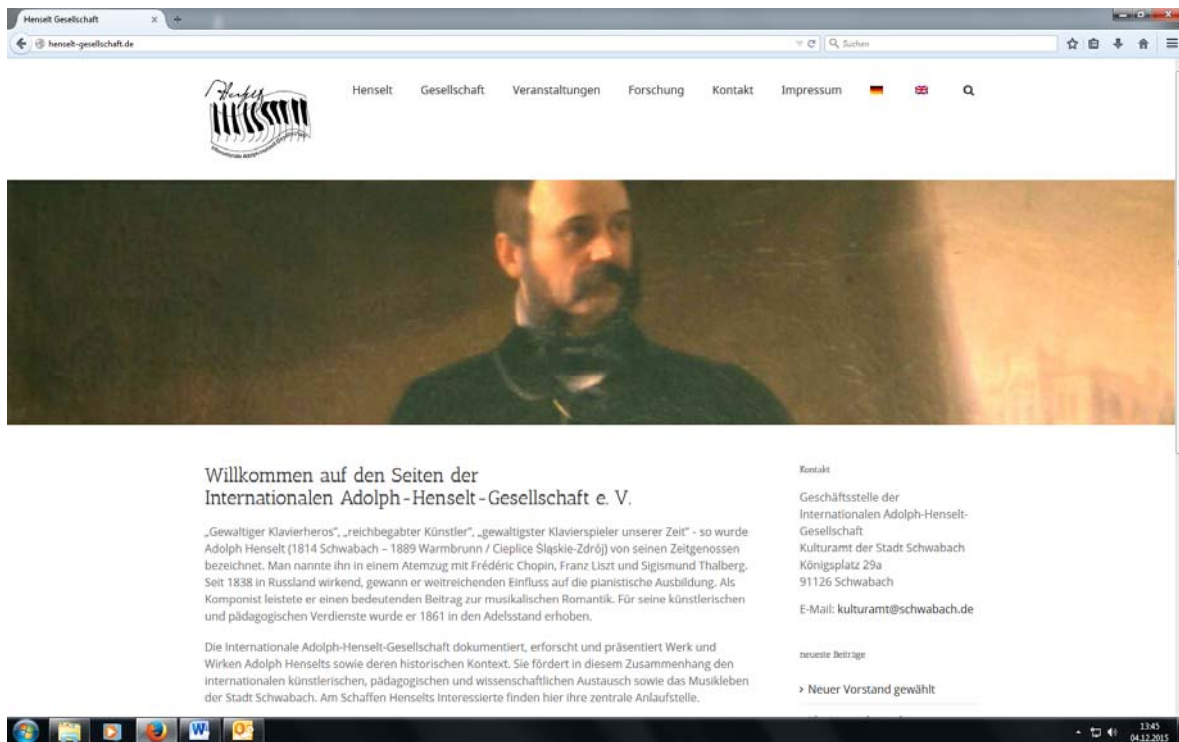 Henselt Gesellschaft
henselt-gesellschaft.de
Suchen
Henselt
Internationale Adolph-Henselt-Gesellschaft
Henselt Gesellschaft Veranstaltungen Forschung Kontakt Impressum
Willkommen auf den Seiten der
Internationalen Adolph-Henselt-Gesellschaft e. V.
„Gewaltiger Klavierheros“, „reichbegabter Künstler“, „gewaltigster Klavierspieler unserer Zeit“ - so wurde
Adolph Henselt (1814 Schwabach – 1889 Warmbrunn / Cieplice Śląskie-Zdrój) von seinen Zeitgenossen
bezeichnet. Man nannte ihn in einem Atemzug mit Frédéric Chopin, Franz Liszt und Sigismund Thalberg.
Seit 1838 in Russland wirkend, gewann er weitreichenden Einfluss auf die pianistische Ausbildung. Als
Komponist leistete er einen bedeutenden Beitrag zur musikalischen Romantik. Für seine künstlerischen
und pädagogischen Verdienste wurde er 1861 in den Adelsstand erhoben.
Die Internationale Adolph-Henselt-Gesellschaft dokumentiert, erforscht und präsentiert Werk und
Wirken Adolph Henselts sowie deren historischen Kontext. Sie fördert in diesem Zusammenhang den
internationalen künstlerischen, pädagogischen und wissenschaftlichen Austausch sowie das Musikleben
der Stadt Schwabach. Am Schaffen Henselts Interessierte finden hier ihre zentrale Anlaufstelle.
Kontakt
Geschäftsstelle der
Internationalen Adolph-Henselt-
Gesellschaft
Kulturamt der Stadt Schwabach
Königsplatz 29a
91126 Schwabach
E-Mail: kulturamt@schwabach.de
neueste Beiträge
> Neuer Vorstand gewählt
13:45
04.12.2015